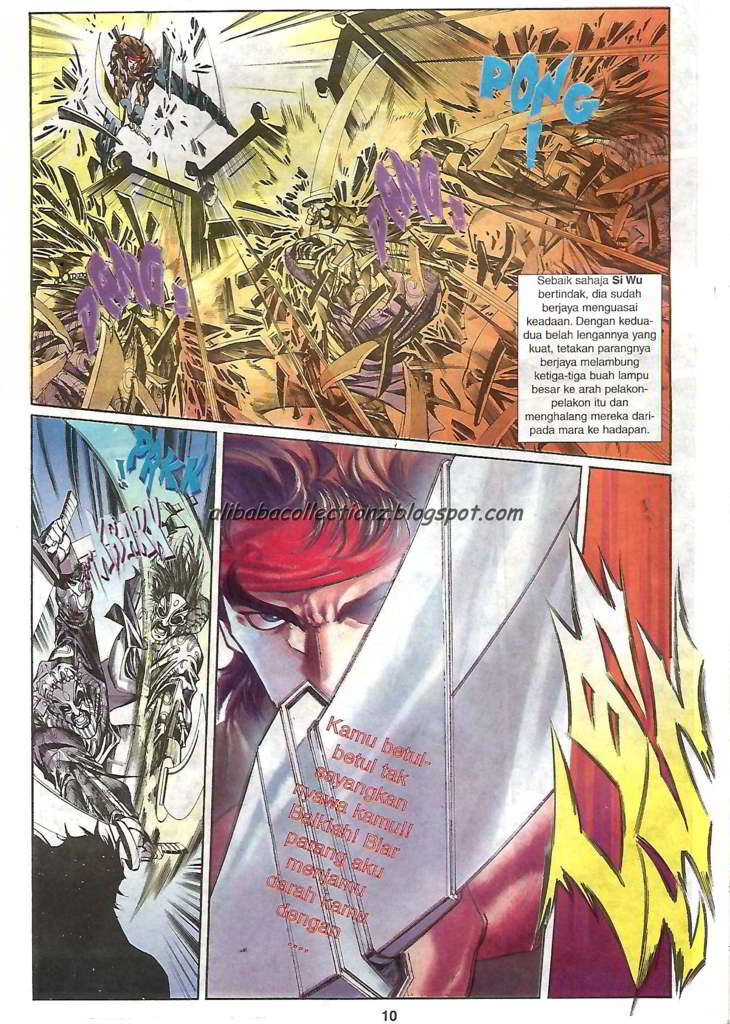 PONG!
PONG!
PONG!
Sebaik sahaja Si Wu
bertindak, dia sudah
berjaya menguasai
keadaan. Dengan kedua-
dua belah lengannya yang
kuat, tetakan parangnya
berjaya melambung
ketiga-tiga buah lampu
besar ke arah pelakon-
pelakon itu dan
menghalang mereka dari-
pada mara ke hadapan.
alibabacollectionz.blogspot.com
Kamu betul-
betul tak
sayangkan
nyawa kamu!!
Baiklah! Biar
parang aku
menjamu
darah kamu
dengan
....
10